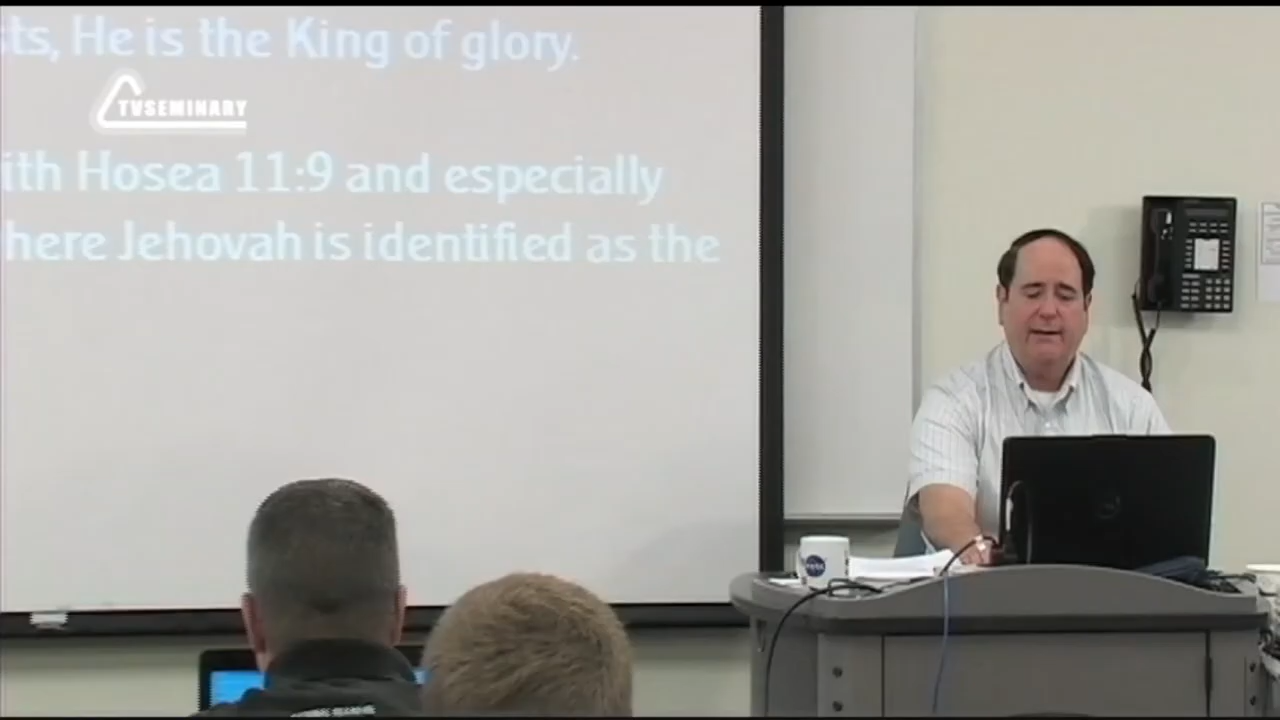 sts, He is the King of glory.
TVSEMINARY
ith Hosea 11:9 and especially
here Jehovah is identified as the